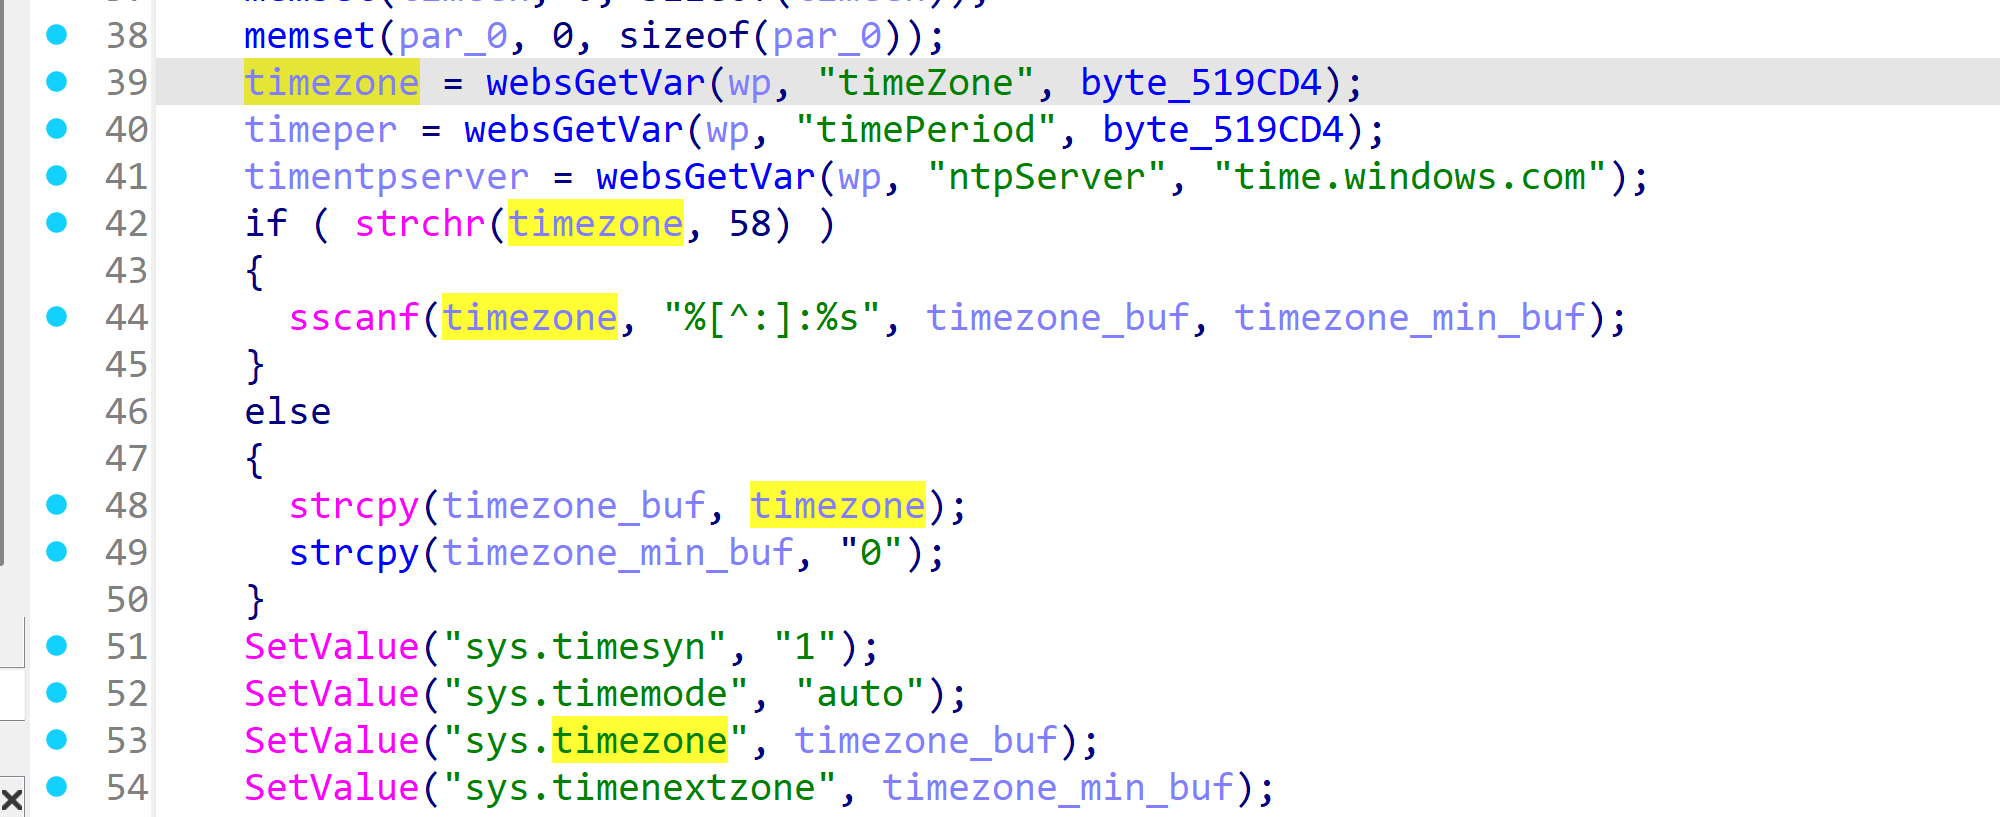 38 memset(par_0, 0, sizeof(par_0));
39 timezone = websGetVar(wp, "timeZone", byte_519CD4);
40 timeper = websGetVar(wp, "timePeriod", byte_519CD4);
41 timentpserver = websGetVar(wp, "ntpServer", "time.windows.com");
42 if ( strchr(timezone, 58) )
43 {
44 sscanf(timezone, "%[^:]:%s", timezone_buf, timezone_min_buf);
45 }
46 else
47 {
48 strcpy(timezone_buf, timezone);
49 strcpy(timezone_min_buf, "0");
50 }
51 SetValue("sys.timesyn", "1");
52 SetValue("sys.timemode", "auto");
53 SetValue("sys.timezone", timezone_buf);
54 SetValue("sys.timenextzone", timezone_min_buf);